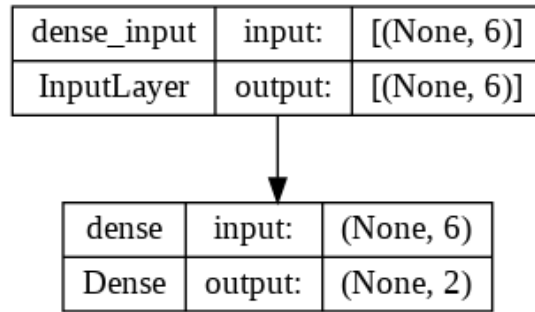 dense_input input: [(None, 6)]
InputLayer output: [(None, 6)]
dense input: (None, 6)
Dense output: (None, 2)